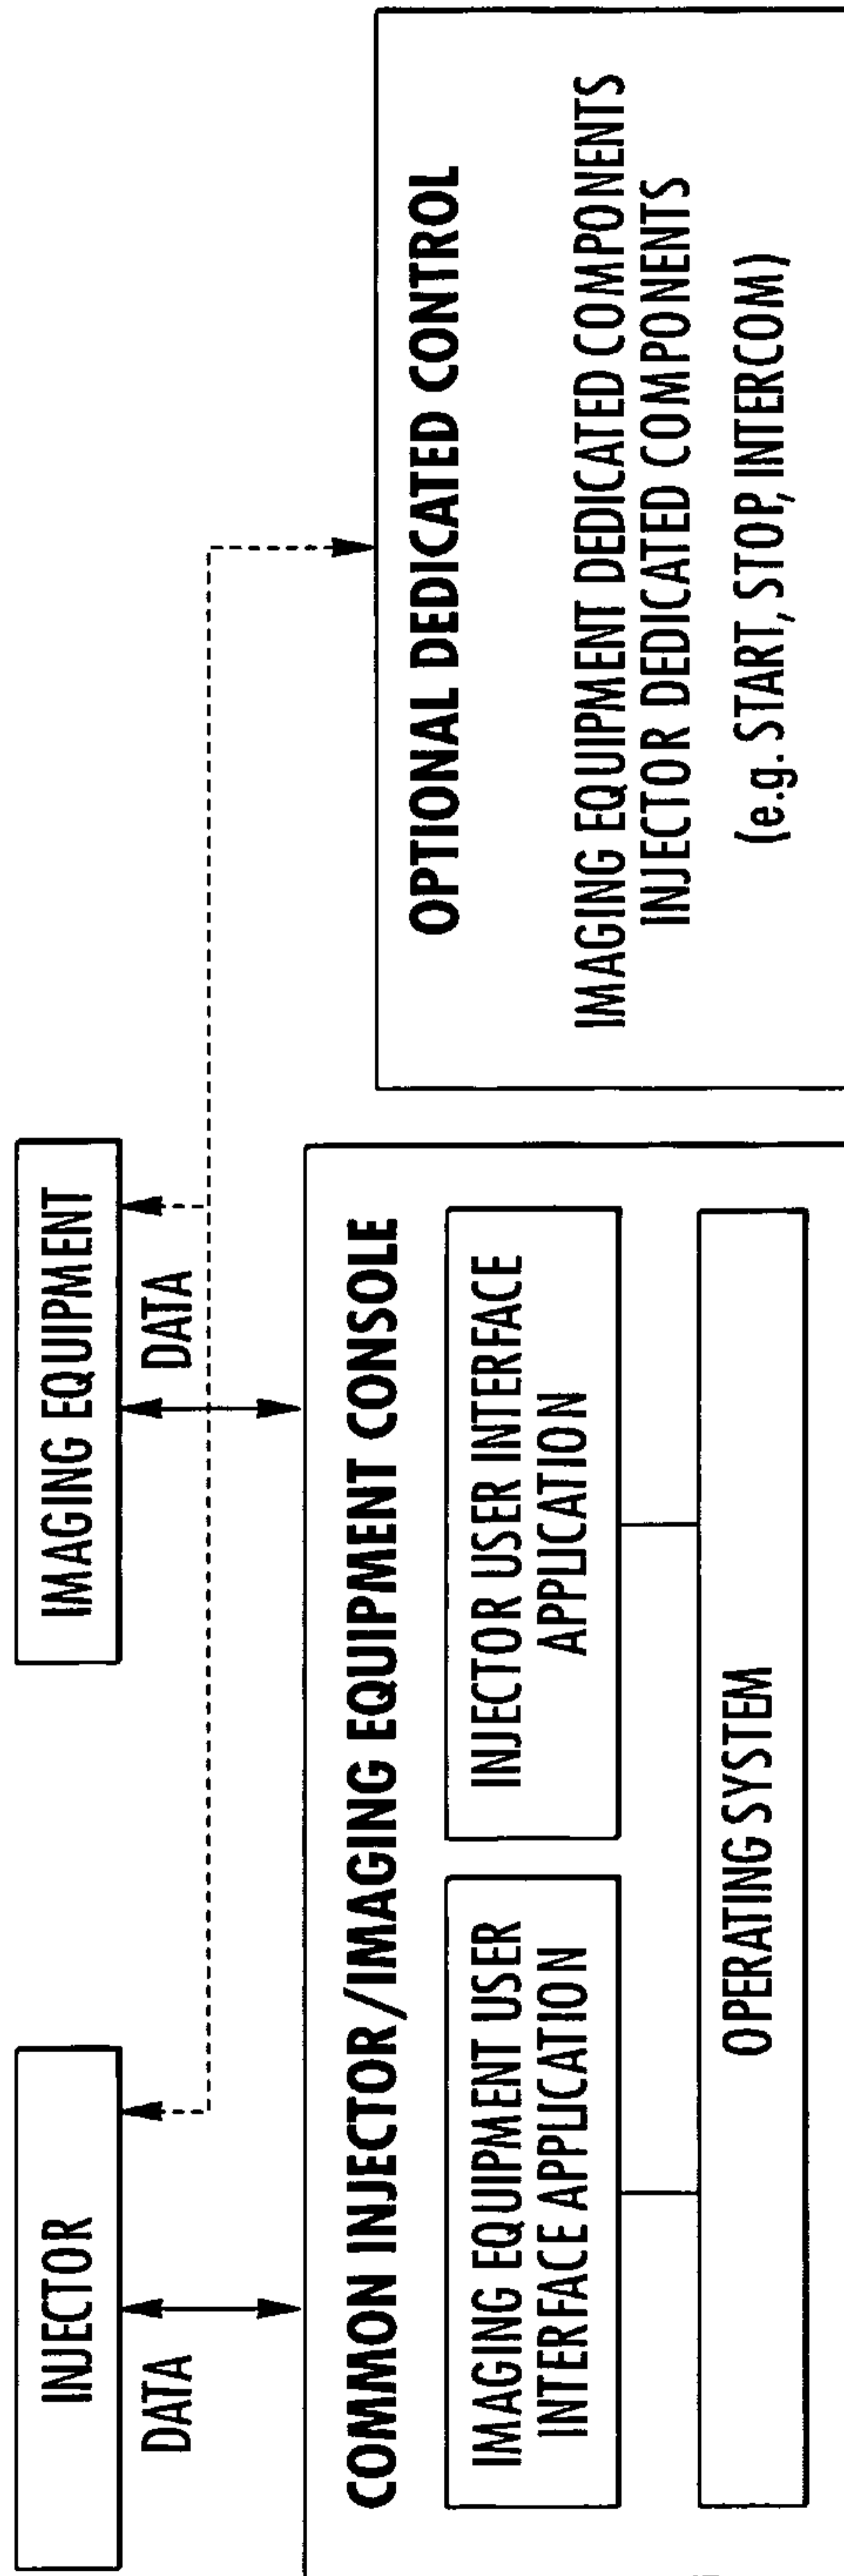 INJECTOR
DATA
IMAGING EQUIPMENT
DATA
COMMON INJECTOR/IMAGING EQUIPMENT CONSOLE
IMAGING EQUIPMENT USER
INTERFACE APPLICATION
INJECTOR USER INTERFACE
APPLICATION
OPERATING SYSTEM
OPTIONAL DEDICATED CONTROL
IMAGING EQUIPMENT DEDICATED COMPONENTS
INJECTOR DEDICATED COMPONENTS
(e.g. START, STOP, INTERCOM)